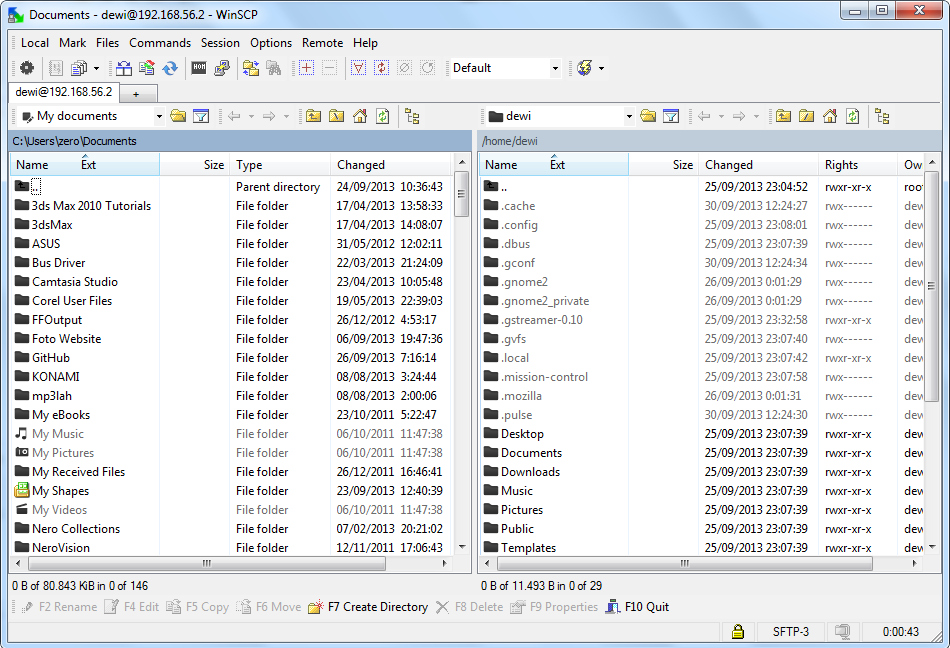 Documents - dewi@192.168.56.2 - WinSCP
Local Mark Files Commands Session Options Remote Help
Default
dewi@192.168.56.2 +
My documents
dewi
C:\Users\zero\Documents
/home/dewi
Name Ext Size Type Changed
.. Parent directory 24/09/2013 10:36:43
3ds Max 2010 Tutorials File folder 17/04/2013 13:58:33
3dsMax File folder 17/04/2013 14:08:07
ASUS File folder 31/05/2012 12:02:11
Bus Driver File folder 22/03/2013 21:24:09
Camtasia Studio File folder 23/04/2013 10:05:48
Corel User Files File folder 19/05/2013 22:39:03
FFOutput File folder 26/12/2012 4:53:17
Foto Website File folder 06/09/2013 19:47:36
GitHub File folder 26/09/2013 7:16:14
KONAMI File folder 08/08/2013 3:24:44
mp3lah File folder 08/08/2013 2:00:06
My eBooks File folder 23/10/2011 5:22:47
My Music File folder 06/10/2011 11:47:38
My Pictures File folder 06/10/2011 11:47:38
My Received Files File folder 26/12/2011 16:46:41
My Shapes File folder 23/09/2013 12:40:39
My Videos File folder 06/10/2011 11:47:38
Nero Collections File folder 07/02/2013 20:21:02
NeroVision File folder 12/11/2011 17:06:43
Name Ext Size Changed Rights Ow
.. 25/09/2013 23:04:52 rwxr-xr-x roo
.cache 30/09/2013 12:24:27 rwx------ dew
.config 25/09/2013 23:08:01 rwx------ dew
.dbus 25/09/2013 23:07:39 rwx------ dew
.gconf 30/09/2013 12:24:34 rwx------ dew
.gnome2 26/09/2013 0:01:29 rwx------ dew
.gnome2_private 26/09/2013 0:01:29 rwx------ dew
.gstreamer-0.10 25/09/2013 23:32:58 rwxr-xr-x dew
.gvfs 25/09/2013 23:07:40 rwx------ dew
.local 25/09/2013 23:07:42 rwxr-xr-x dew
.mission-control 25/09/2013 23:07:58 rwx------ dew
.mozilla 26/09/2013 0:01:31 rwx------ dew
.pulse 30/09/2013 12:24:30 rwx------ dew
Desktop 25/09/2013 23:07:39 rwxr-xr-x dew
Documents 25/09/2013 23:07:39 rwxr-xr-x dew
Downloads 25/09/2013 23:07:39 rwxr-xr-x dew
Music 25/09/2013 23:07:39 rwxr-xr-x dew
Pictures 25/09/2013 23:07:39 rwxr-xr-x dew
Public 25/09/2013 23:07:39 rwxr-xr-x dew
Templates 25/09/2013 23:07:39 rwxr-xr-x dew
0 B of 80.843 KiB in 0 of 146
0 B of 11.493 B in 0 of 29
F2 Rename F4 Edit F5 Copy F6 Move F7 Create Directory F8 Delete F9 Properties F10 Quit
SFTP-3 0:00:43